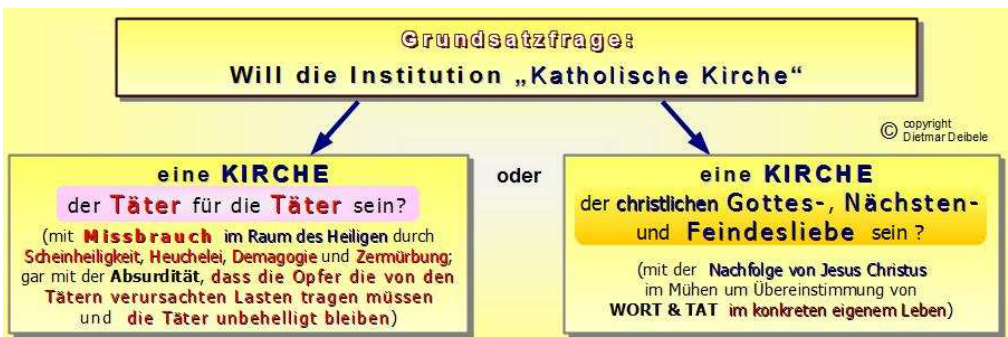 Grundsatzfrage:
Will die Institution „Katholische Kirche“
© copyright
Dietmar Deibele
eine KIRCHE
der Täter für die Täter sein?
(mit Missbrauch im Raum des Heiligen durch
Scheinheiligkeit, Heuchelei, Demagogie und Zermürbung;
gar mit der Absurdität, dass die Opfer die von den
Tätern verursachten Lasten tragen müssen
und die Täter unbehelligt bleiben)
oder
eine KIRCHE
der christlichen Gottes-, Nächsten-
und Feindesliebe sein ?
(mit der Nachfolge von Jesus Christus
im Mühen um Übereinstimmung von
WORT & TAT im konkreten eigenem Leben)